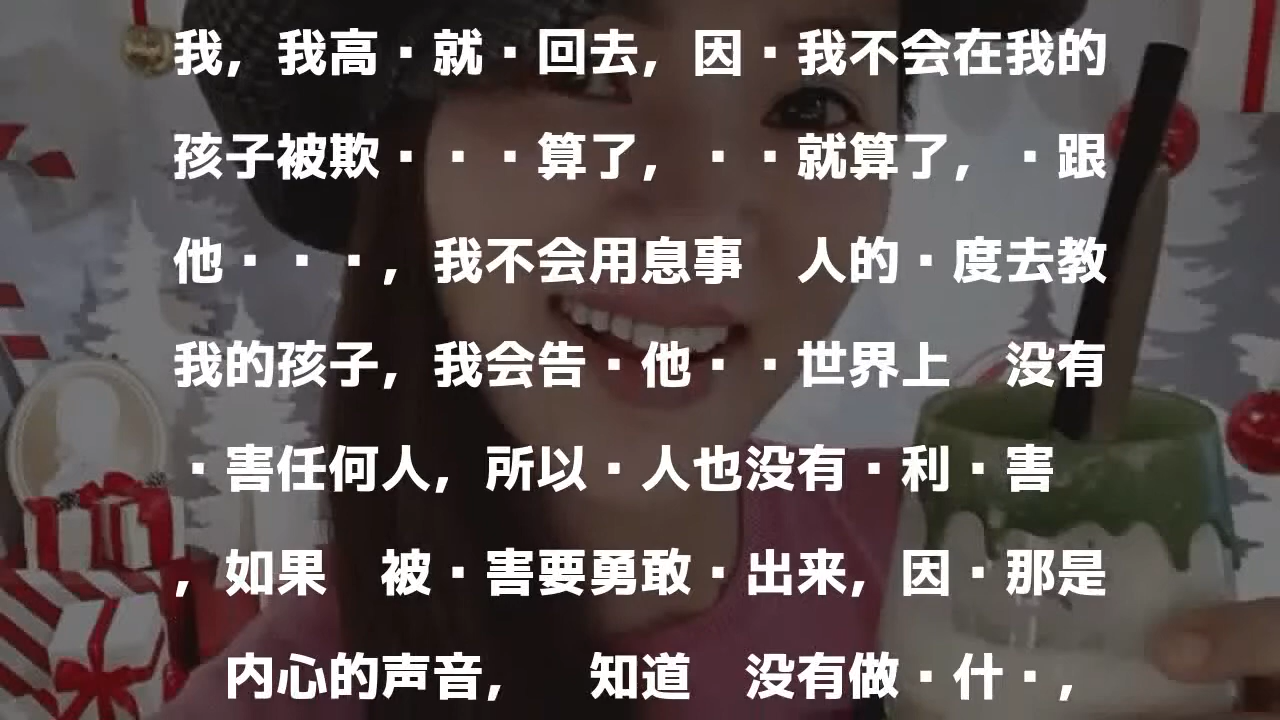 我，我高·就·回去，因·我不会在我的
孩子被欺···算了，··就算了，·跟
他···，我不会用息事　人的·度去教
我的孩子，我会告·他··世界上　没有
·害任何人，所以·人也没有·利·害
，如果　被·害要勇敢·出来，因·那是
内心的声音，　知道　没有做·什·，